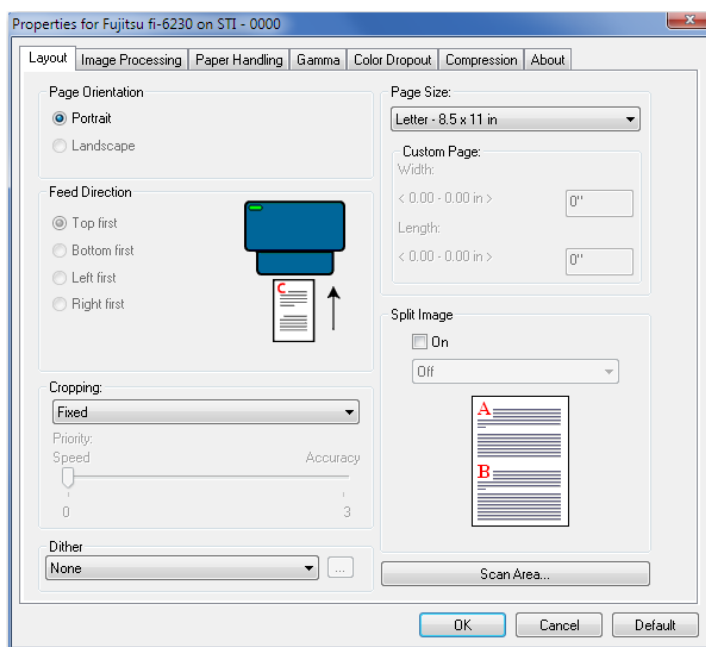 Properties for Fujitsu fi-6230 on STI - 0000
Layout Image Processing Paper Handling Gamma Color Dropout Compression About
Page Orientation
Portrait
Landscape
Feed Direction
Top first
Bottom first
Left first
Right first
C
Cropping:
Fixed
Priority:
Speed Accuracy
0 3
Dither
None ...
Page Size:
Letter - 8.5 x 11 in
Custom Page:
Width:
< 0.00 - 0.00 in > 0"
Length:
< 0.00 - 0.00 in > 0"
Split Image
On
Off
A
B
Scan Area...
OK Cancel Default